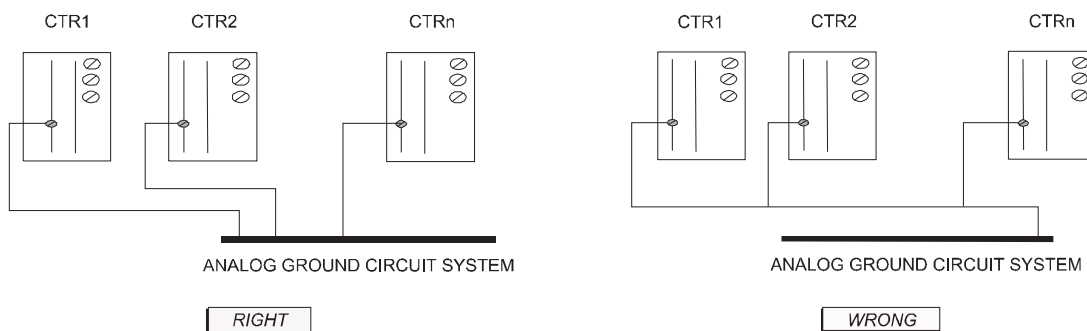 CTR1 CTR2 CTRn
ANALOG GROUND CIRCUIT SYSTEM
RIGHT
CTR1 CTR2 CTRn
ANALOG GROUND CIRCUIT SYSTEM
WRONG